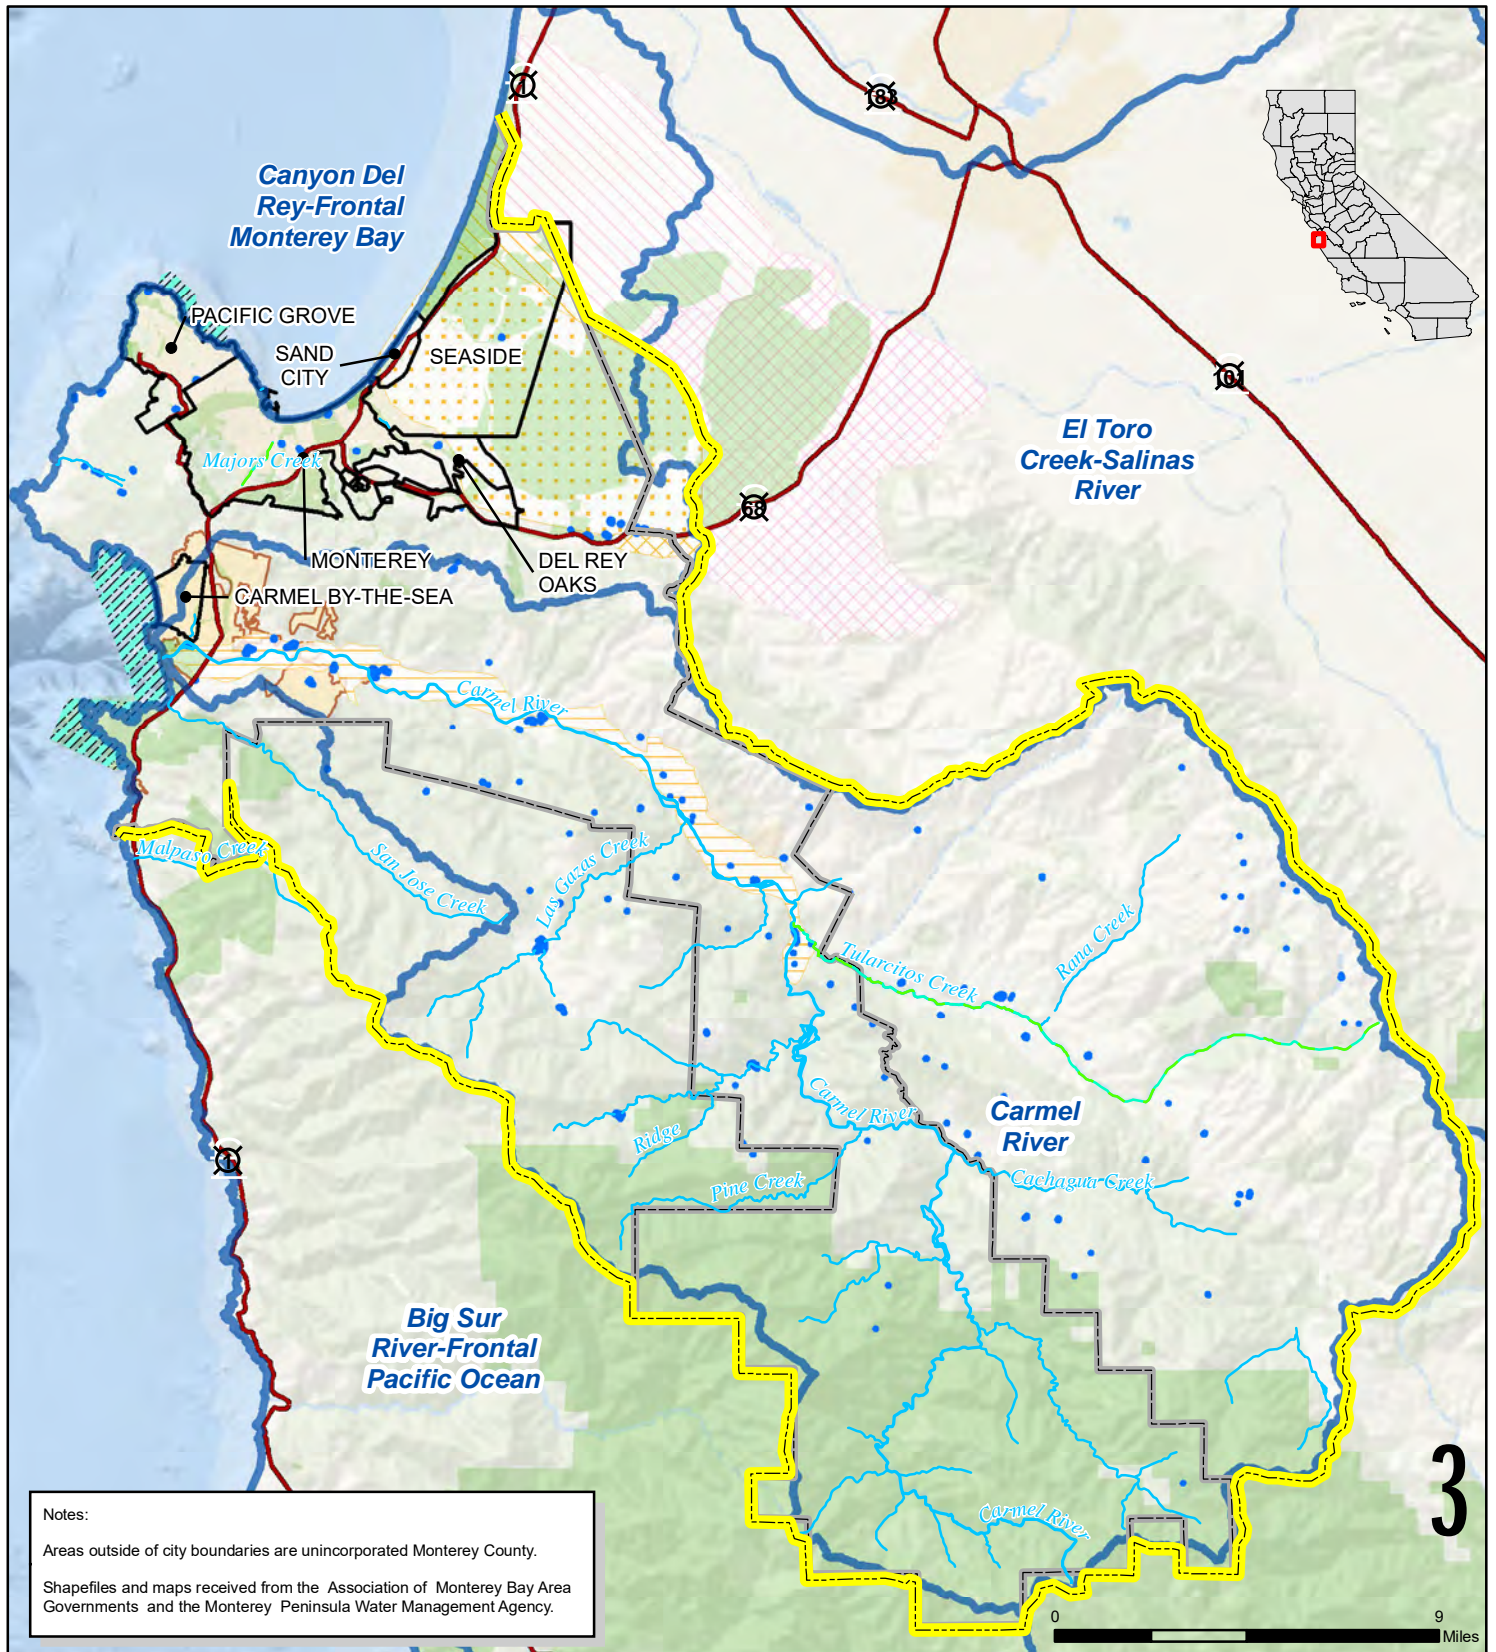 1
183
Canyon Del
Rey-Frontal
Monterey Bay
PACIFIC GROVE
SAND
CITY
SEASIDE
101
El Toro
Creek-Salinas
River
Majors Creek
68
MONTEREY
DEL REY
OAKS
CARMEL BY-THE-SEA
Carmel River
Malpaso Creek
San Jose Creek
Las Gazas Creek
Tularcitos Creek
Rana Creek
Carmel River
Carmel
River
Ridge
Pine Creek
Cachagua Creek
1
Big Sur
River-Frontal
Pacific Ocean
Carmel River
3
Notes:
Areas outside of city boundaries are unincorporated Monterey County.
Shapefiles and maps received from the Association of Monterey Bay Area
Governments and the Monterey Peninsula Water Management Agency.
0 9
Miles